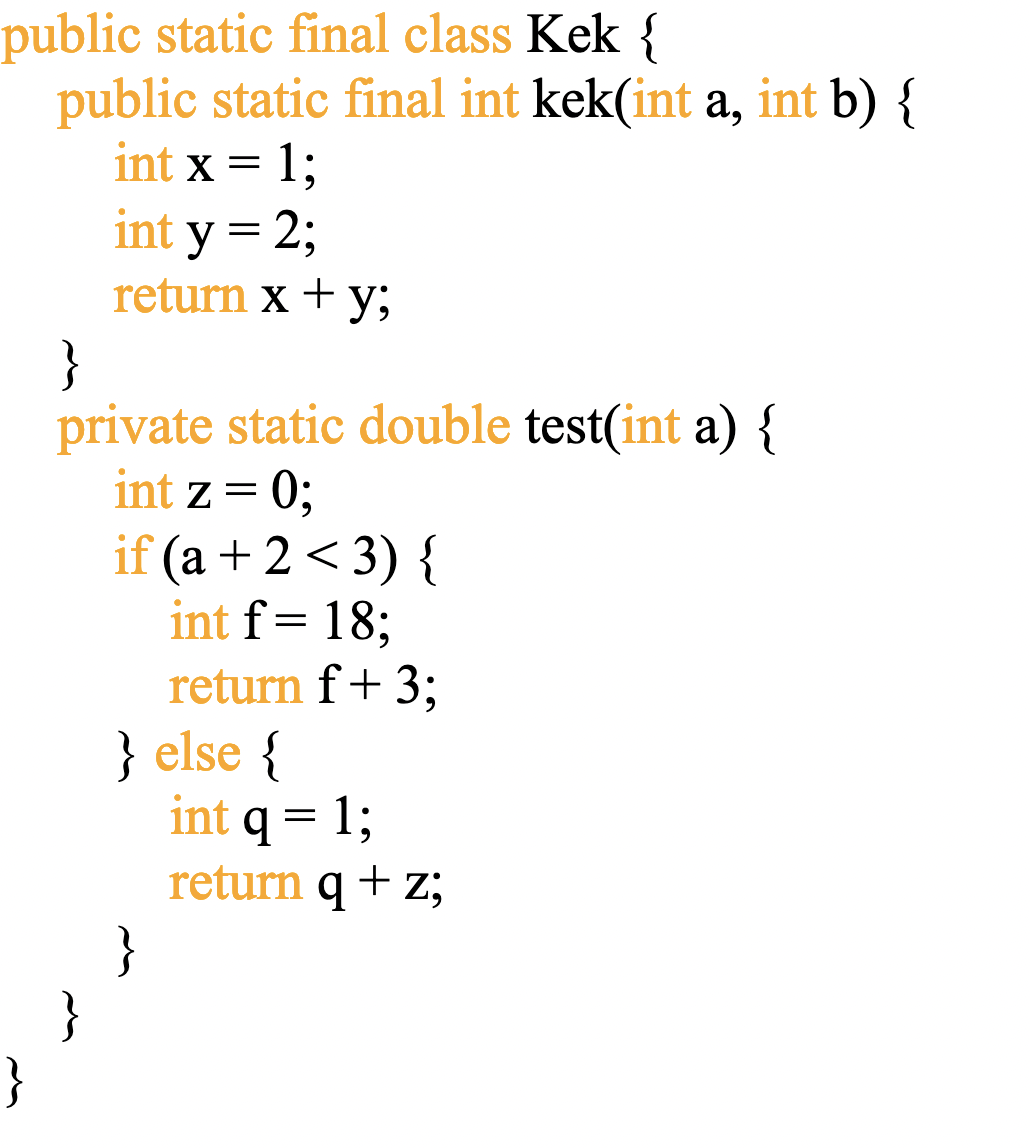 public static final class Kek {
public static final int kek(int a, int b) {
int x = 1;
int y = 2;
return x + y;
}
private static double test(int a) {
int z = 0;
if (a + 2 < 3) {
int f = 18;
return f + 3;
} else {
int q = 1;
return q + z;
}
}
}